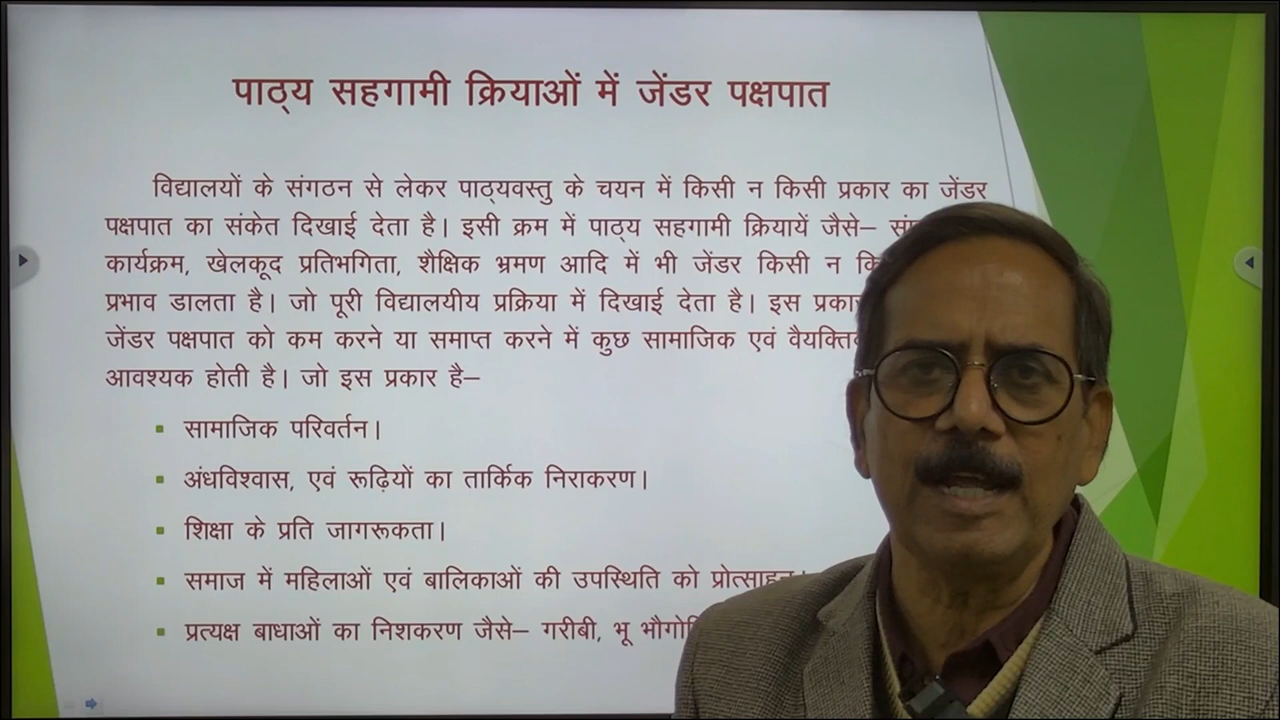 पाठ्य सहगामी क्रियाओं में जेंडर पक्षपात
विद्यालयों के संगठन से लेकर पाठ्यवस्तु के चयन में किसी न किसी प्रकार का जेंडर
पक्षपात का संकेत दिखाई देता है। इसी क्रम में पाठ्य सहगामी क्रियायें जैसे–
कार्यक्रम, खेलकूद प्रतिभगिता, शैक्षिक भ्रमण आदि में भी जेंडर किसी न
प्रभाव डालता है। जो पूरी विद्यालयीय प्रक्रिया में दिखाई देता है। इस प्रकार
जेंडर पक्षपात को कम करने या समाप्त करने में कुछ सामाजिक एवं
आवश्यक होती है। जो इस प्रकार है–
सामाजिक परिवर्तन।
अंधविश्वास, एवं रूढ़ियों का तार्किक निराकरण।
शिक्षा के प्रति जागरूकता।
समाज में महिलाओं एवं बालिकाओं की उपस्थिति को प्रोत्साहन।
प्रत्यक्ष बाधाओं का निशकरण जैसे– गरीबी, भू